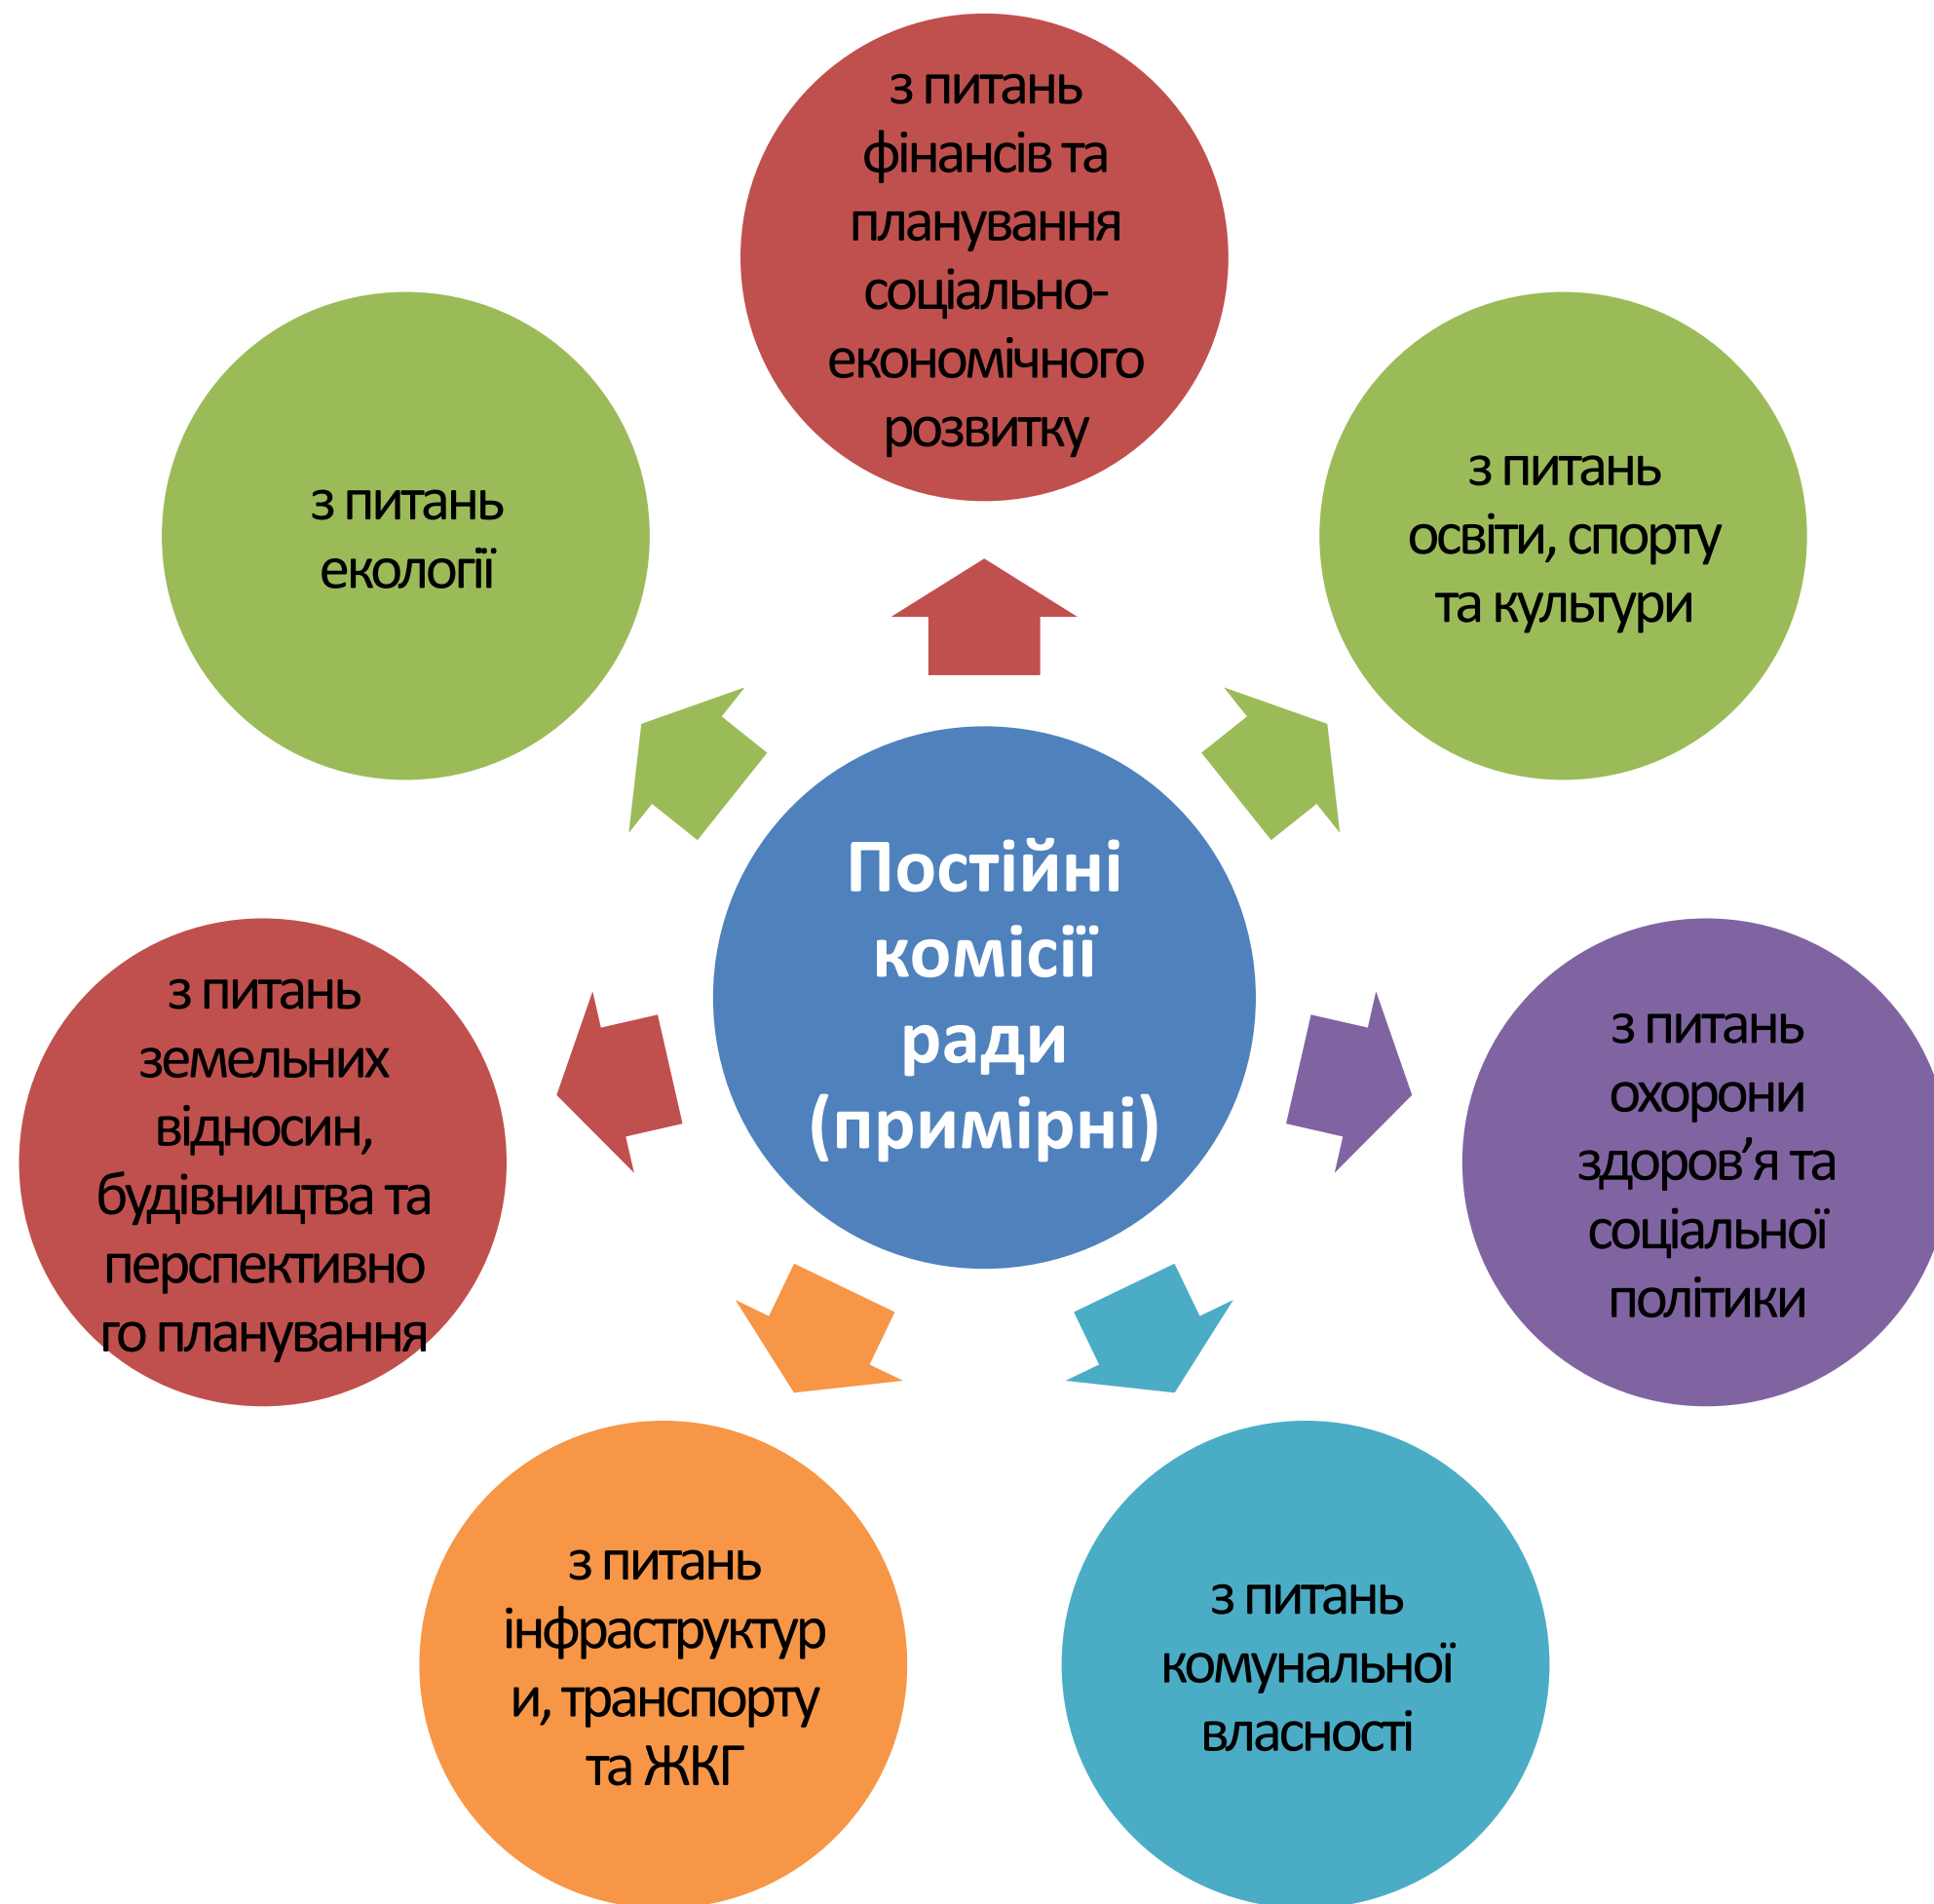 з питань
фінансів та
планування
соціально-
економічного
розвитку
з питань
освіти, спорту
та культури
з питань
охорони
здоров’я та
соціальної
політики
з питань
комунальної
власності
з питань
інфраструктур
и, транспорту
та ЖКГ
з питань
земельних
відносин,
будівництва та
перспективно
го планування
з питань
екології
Постійні
комісії
ради
(примірні)